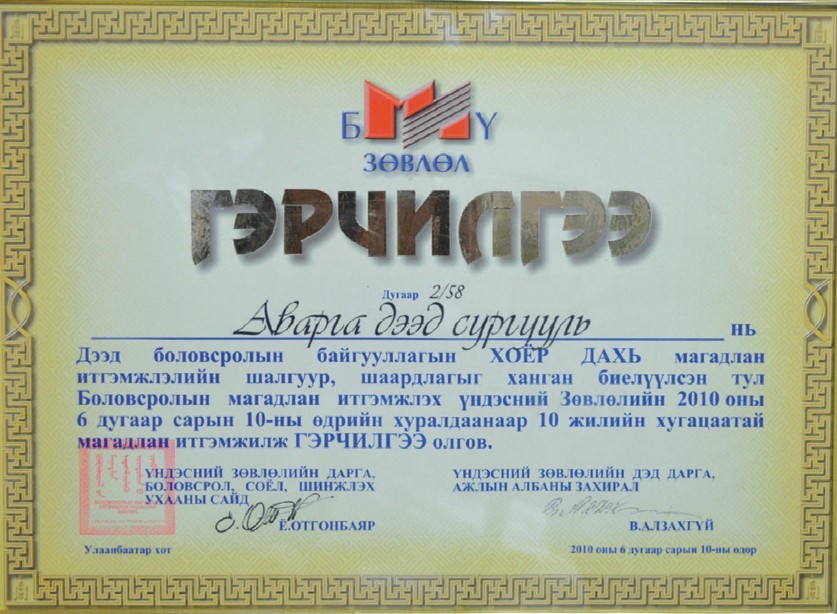 Б М Ү
ЗӨВЛӨЛ
ГЭРЧИЛГЭЭ
Дугаар 2/58
Аварга дээд сургууль нь
Дээд боловсролын байгууллагын ХОЁР ДАХЬ магадлан
итгэмжлэлийн шалгуур, шаардлагыг ханган биелүүлсэн тул
Боловсролын магадлан итгэмжлэх үндэсний Зөвлөлийн 2010 оны
6 дугаар сарын 10-ны өдрийн хуралдаанаар 10 жилийн хугацаатай
магадлан итгэмжилж ГЭРЧИЛГЭЭ олгов.
ҮНДЭСНИЙ ЗӨВЛӨЛИЙН ДАРГА,
БОЛОВСРОЛ, СОЁЛ, ШИНЖЛЭХ
УХААНЫ САЙД
Ё.ОТГОНБАЯР
ҮНДЭСНИЙ ЗӨВЛӨЛИЙН ДЭД ДАРГА,
АЖЛЫН АЛБАНЫ ЗАХИРАЛ
В.АЛЗАХГҮЙ
Улаанбаатар хот
2010 оны 6 дугаар сарын 10-ны өдөр